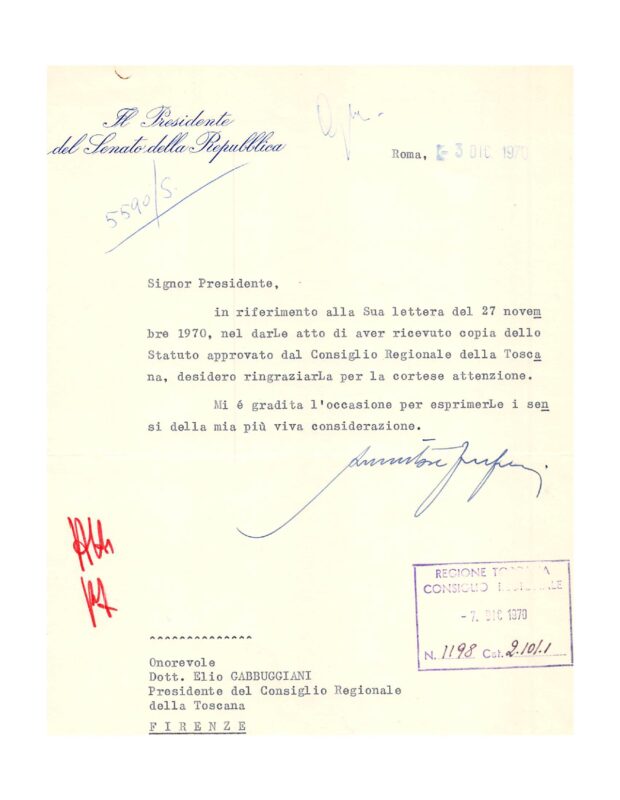 Il Presidente
del Senato della Repubblica
5590/S.
Roma, - 3 DIC. 1970
Signor Presidente,
in riferimento alla Sua lettera del 27 novem
bre 1970, nel darLe atto di aver ricevuto copia dello
Statuto approvato dal Consiglio Regionale della Tosca
na, desidero ringraziarLa per la cortese attenzione.
Mi é gradita l'occasione per esprimerLe i sen
si della mia più viva considerazione.
REGIONE TOSCANA
CONSIGLIO REGIONALE
- 7. DIC 1970
N. 1198 Cat. 2.10/.1
^^^^^^^^^^^^^^
Onorevole
Dott. Elio GABBUGGIANI
Presidente del Consiglio Regionale
della Toscana
FIRENZE